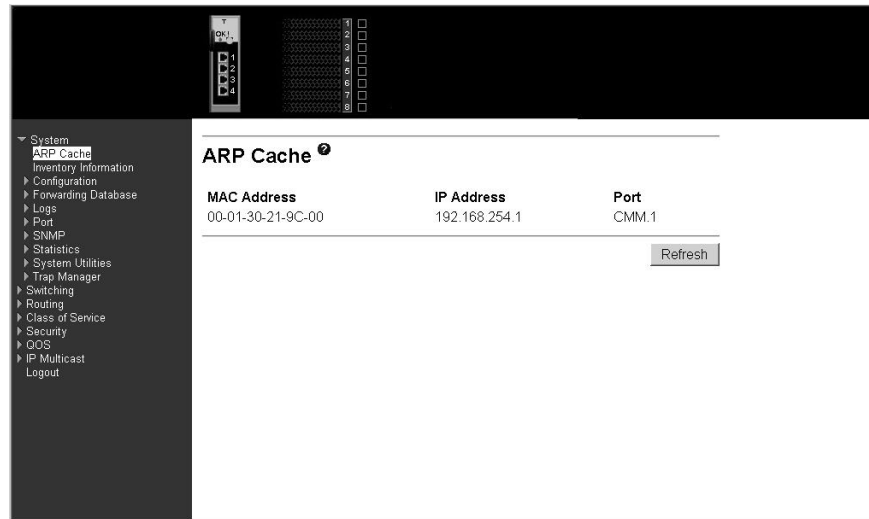 OK!
1
2
3
4
1
2
3
4
5
6
7
8
System
ARP Cache
Inventory Information
Configuration
Forwarding Database
Logs
Port
SNMP
Statistics
System Utilities
Trap Manager
Switching
Routing
Class of Service
Security
QOS
IP Multicast
Logout
ARP Cache ?
MAC Address IP Address Port
00-01-30-21-9C-00 192.168.254.1 CMM.1
Refresh